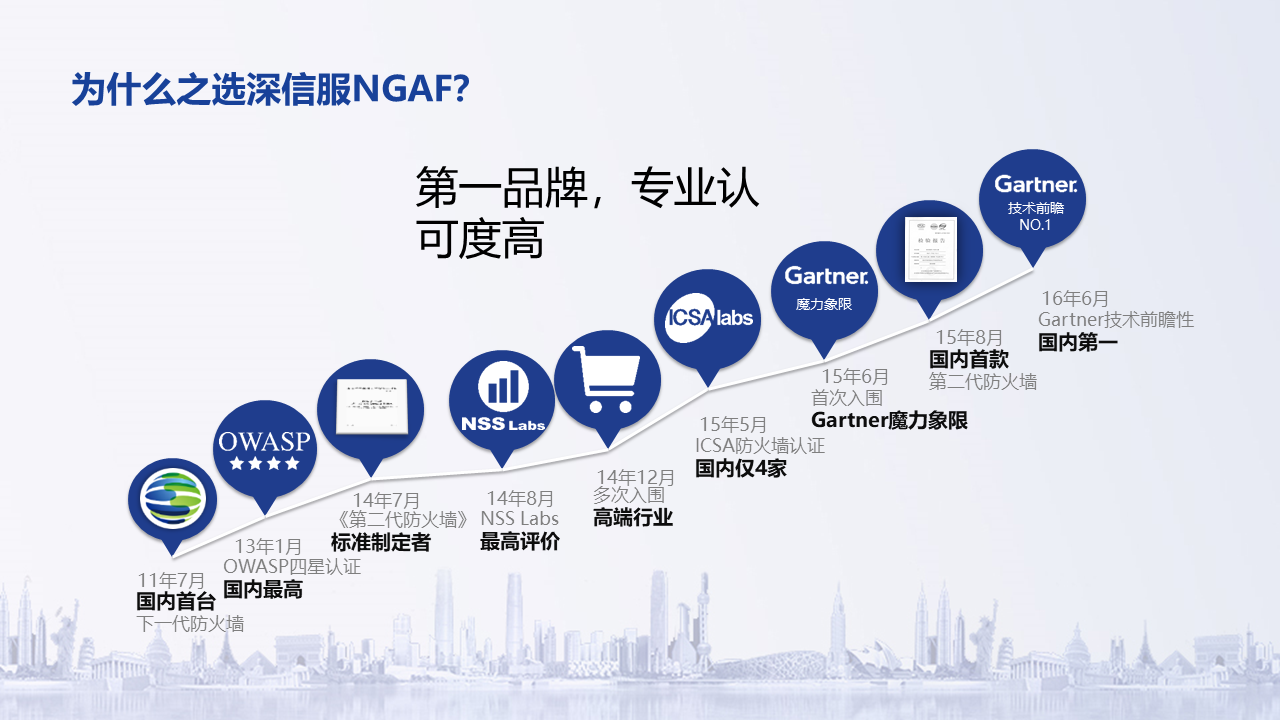 为什么之选深信服NGAF?
第一品牌，专业认
可度高
OWASP
NSS Labs
ICSA labs
Gartner.
魔力象限
检验报告
Gartner.
技术前瞻
NO.1
11年7月
国内首台
下一代防火墙
13年1月
OWASP四星认证
国内最高
14年7月
《第二代防火墙》
标准制定者
14年8月
NSS Labs
最高评价
14年12月
多次入围
高端行业
15年5月
ICSA防火墙认证
国内仅4家
15年6月
首次入围
Gartner魔力象限
15年8月
国内首款
第二代防火墙
16年6月
Gartner技术前瞻性
国内第一